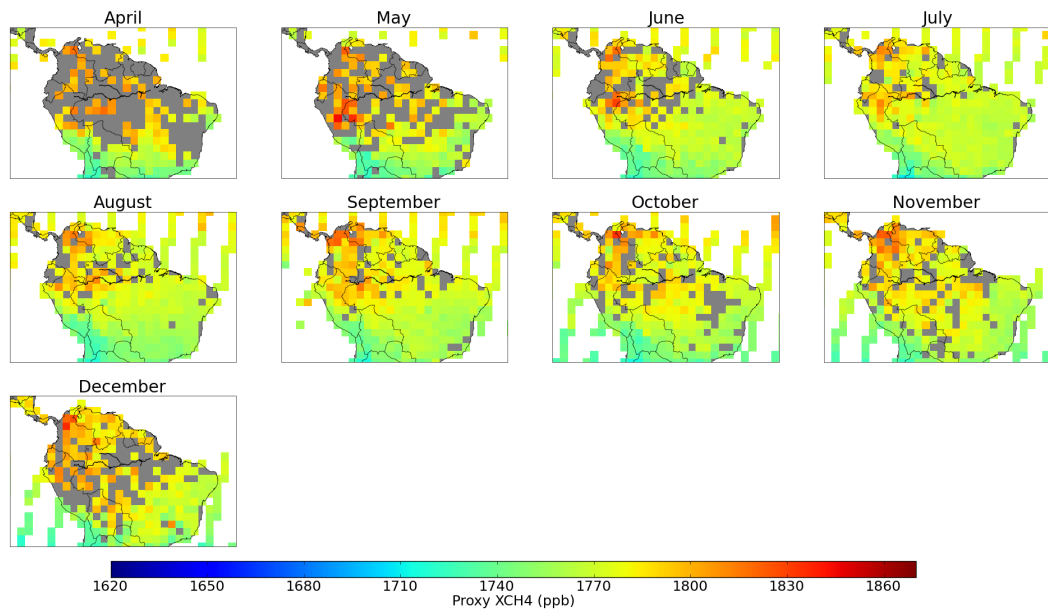 April May June July
August September October November
December
1620 1650 1680 1710 1740 1770 1800 1830 1860
Proxy XCH4 (ppb)